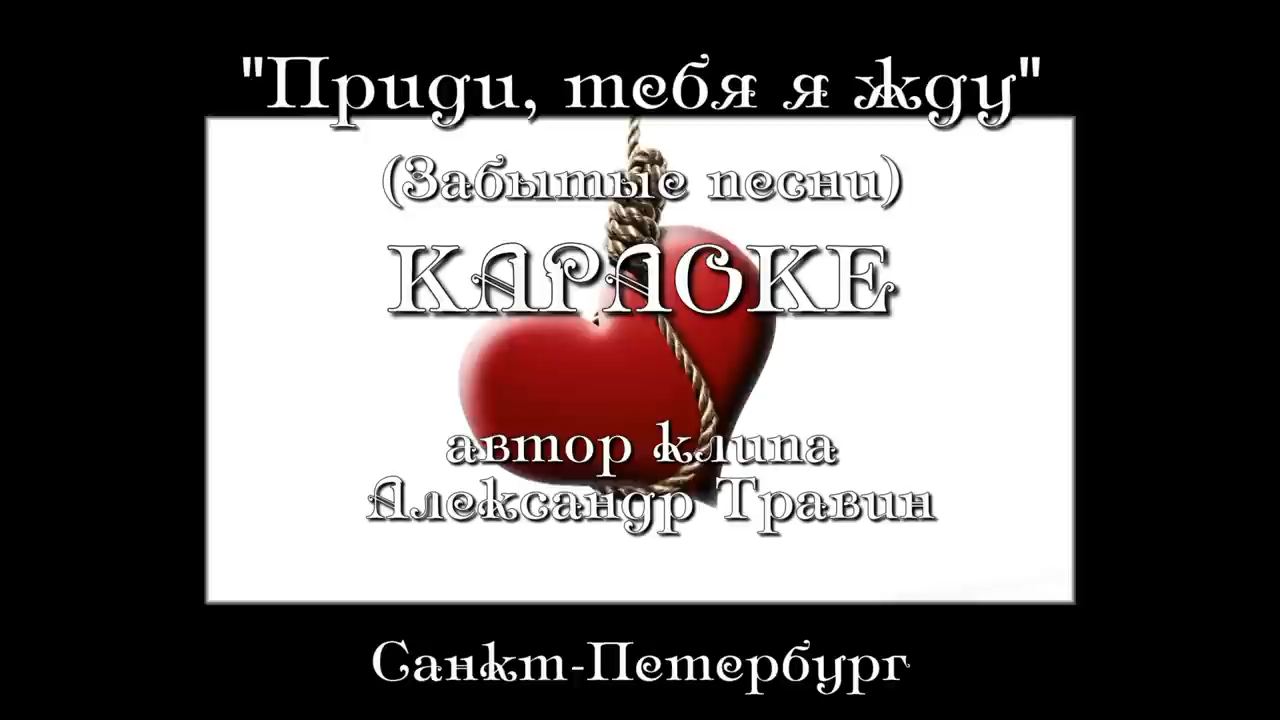 "Приди, тебя я жду"
(Забытые песни)
КАРАОКЕ
автор клипа
Александр Травин
Санкт-Петербург